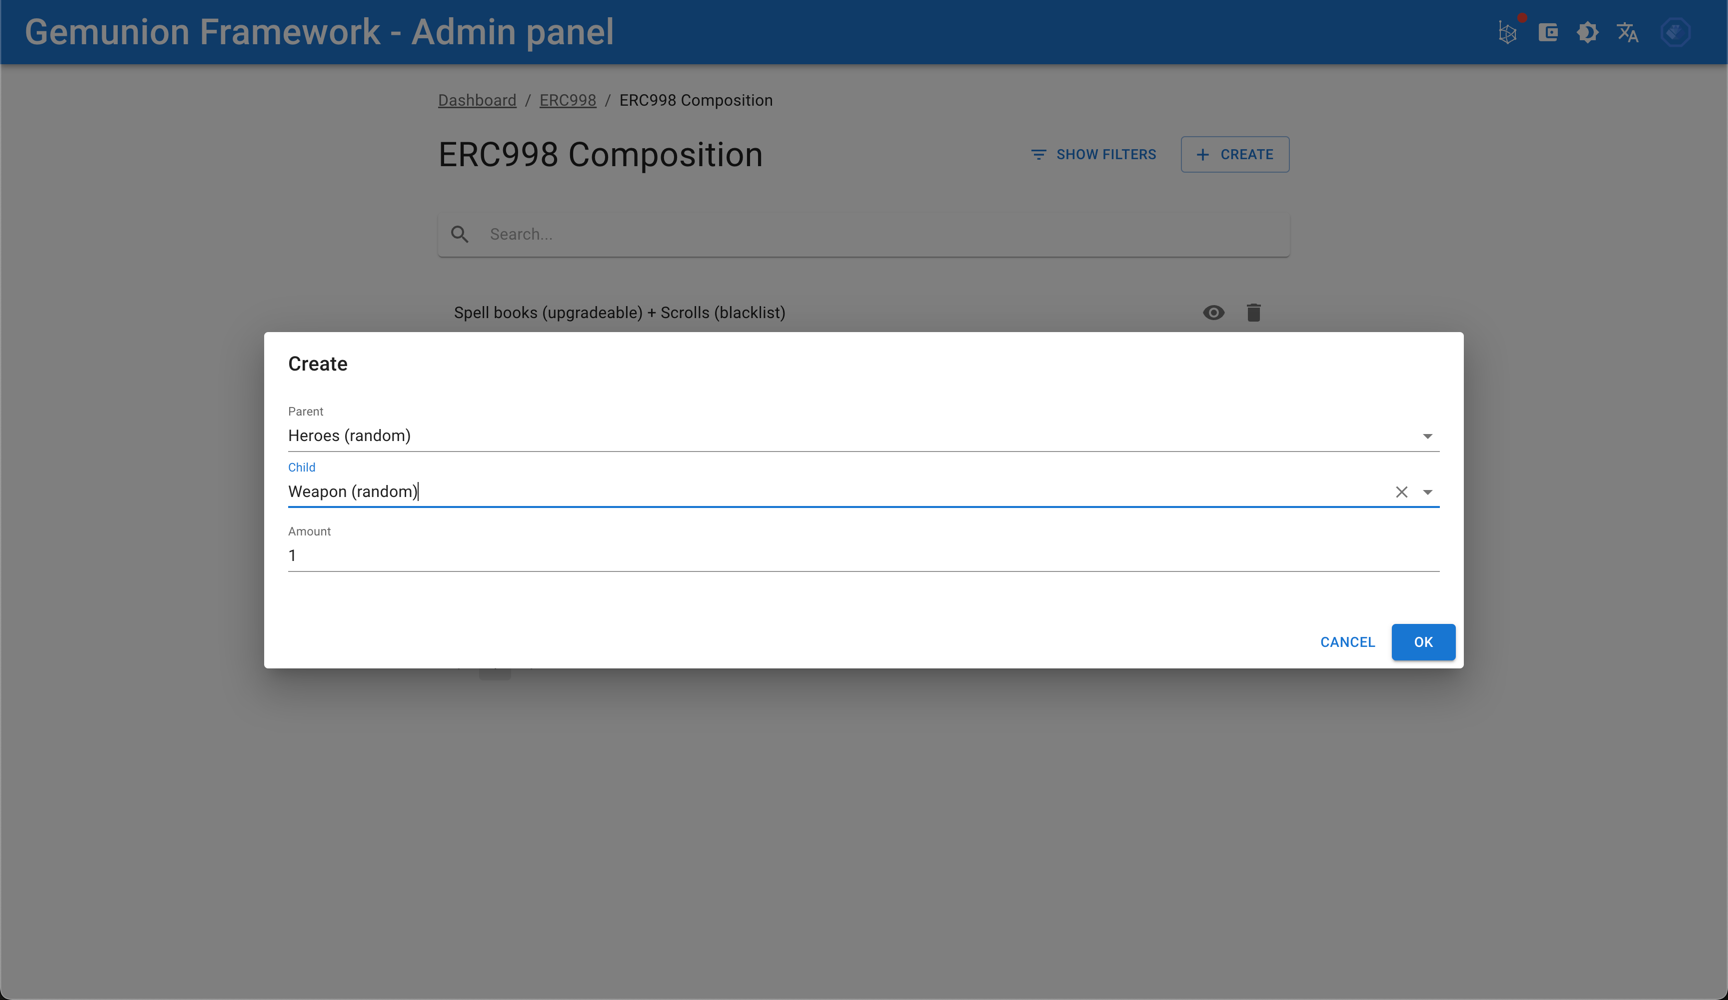 Gemunion Framework - Admin panel
Dashboard / ERC998 / ERC998 Composition
ERC998 Composition
SHOW FILTERS
CREATE
Search...
Spell books (upgradeable) + Scrolls (blacklist)
Create
Parent
Heroes (random)
Child
Weapon (random)
Amount
1
CANCEL
OK